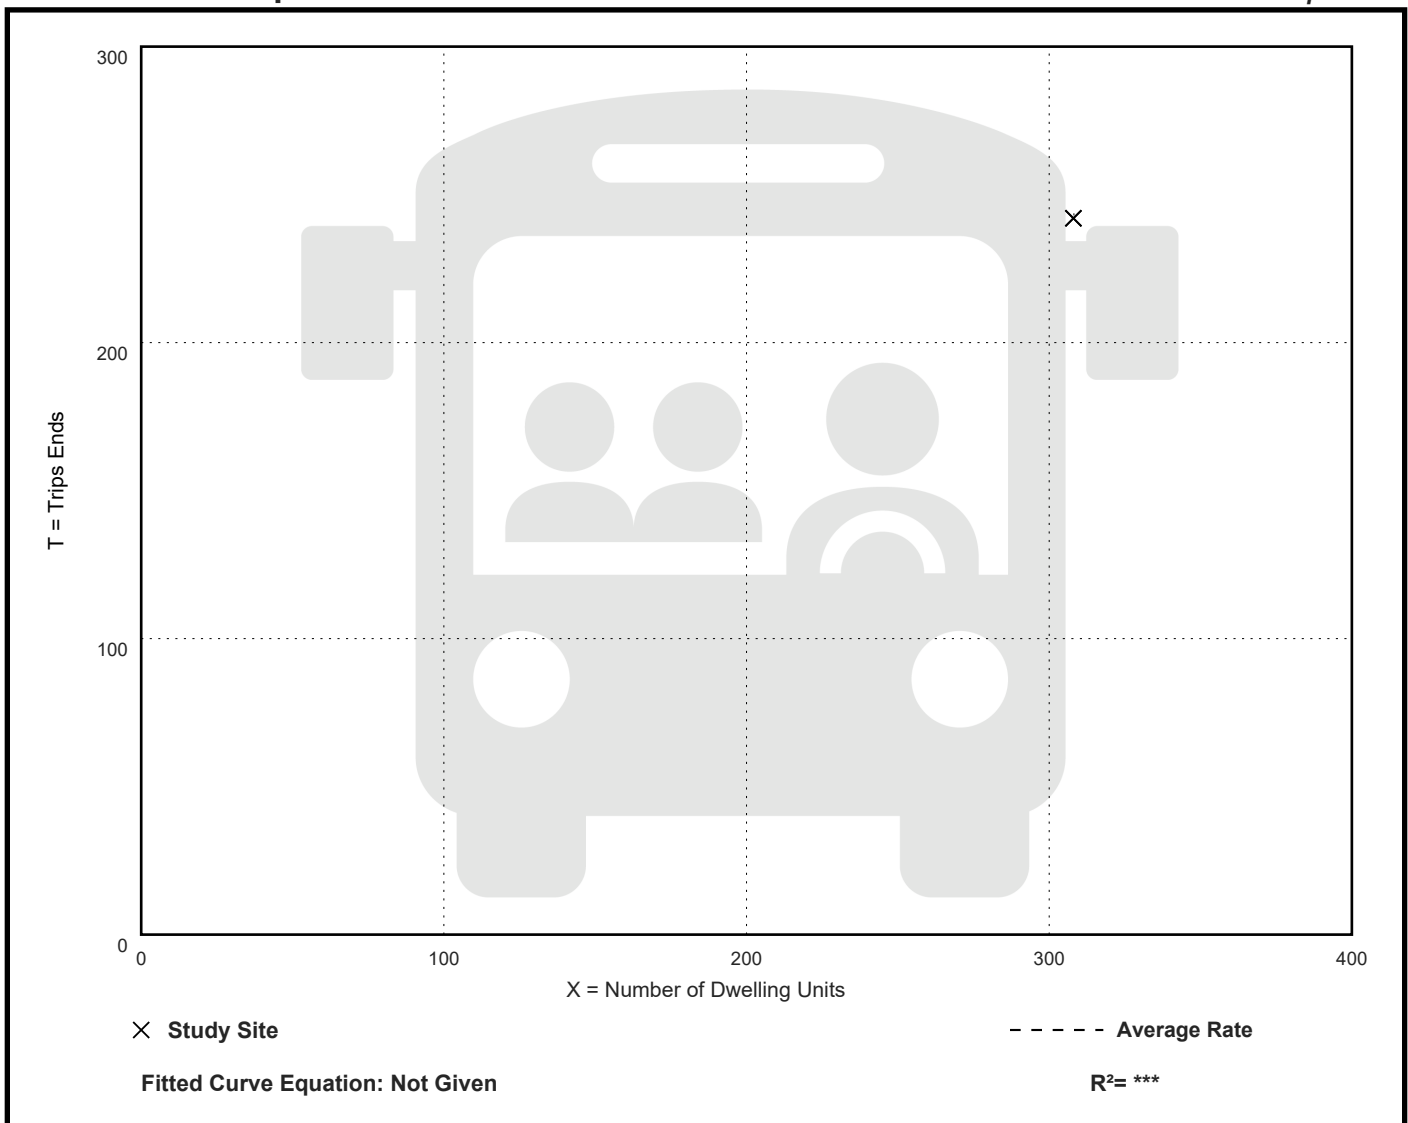 300
200
100
0
T = Trips Ends
0 100 200 300 400
X = Number of Dwelling Units
Study Site
Average Rate
Fitted Curve Equation: Not Given
R²= ***